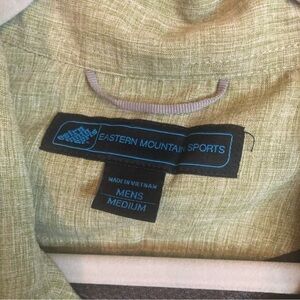 EASTERN MOUNTAIN SPORTS
MADE IN VIETNAM
MENS
MEDIUM